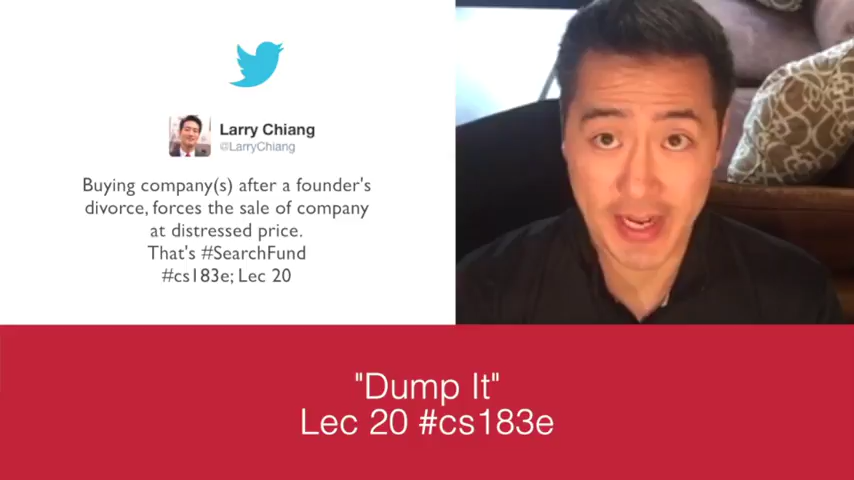 Larry Chiang
@LarryChiang
Buying company(s) after a founder's
divorce, forces the sale of company
at distressed price.
That's #SearchFund
#cs183e; Lec 20
"Dump It"
Lec 20 #cs183e